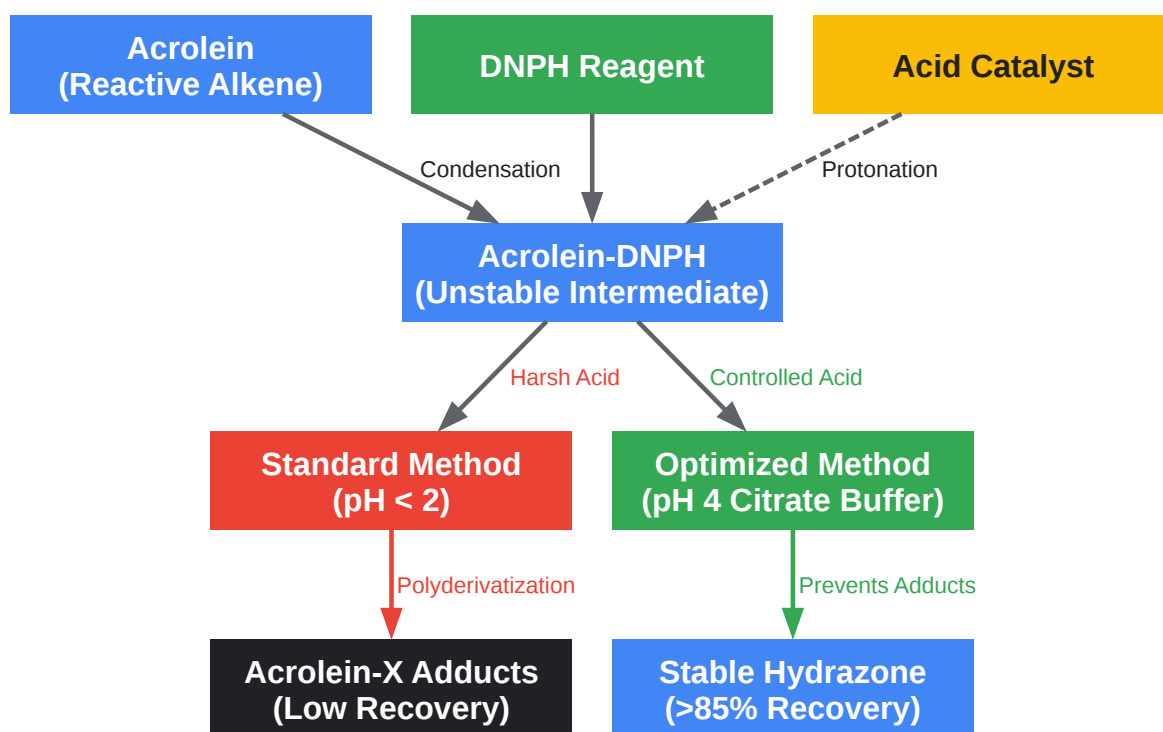 Acrolein
(Reactive Alkene)
DNPH Reagent
Acid Catalyst
Condensation
Protonation
Acrolein-DNPH
(Unstable Intermediate)
Harsh Acid
Controlled Acid
Standard Method
(pH < 2)
Optimized Method
(pH 4 Citrate Buffer)
Polyderivatization
Prevents Adducts
Acrolein-X Adducts
(Low Recovery)
Stable Hydrazone
(>85% Recovery)